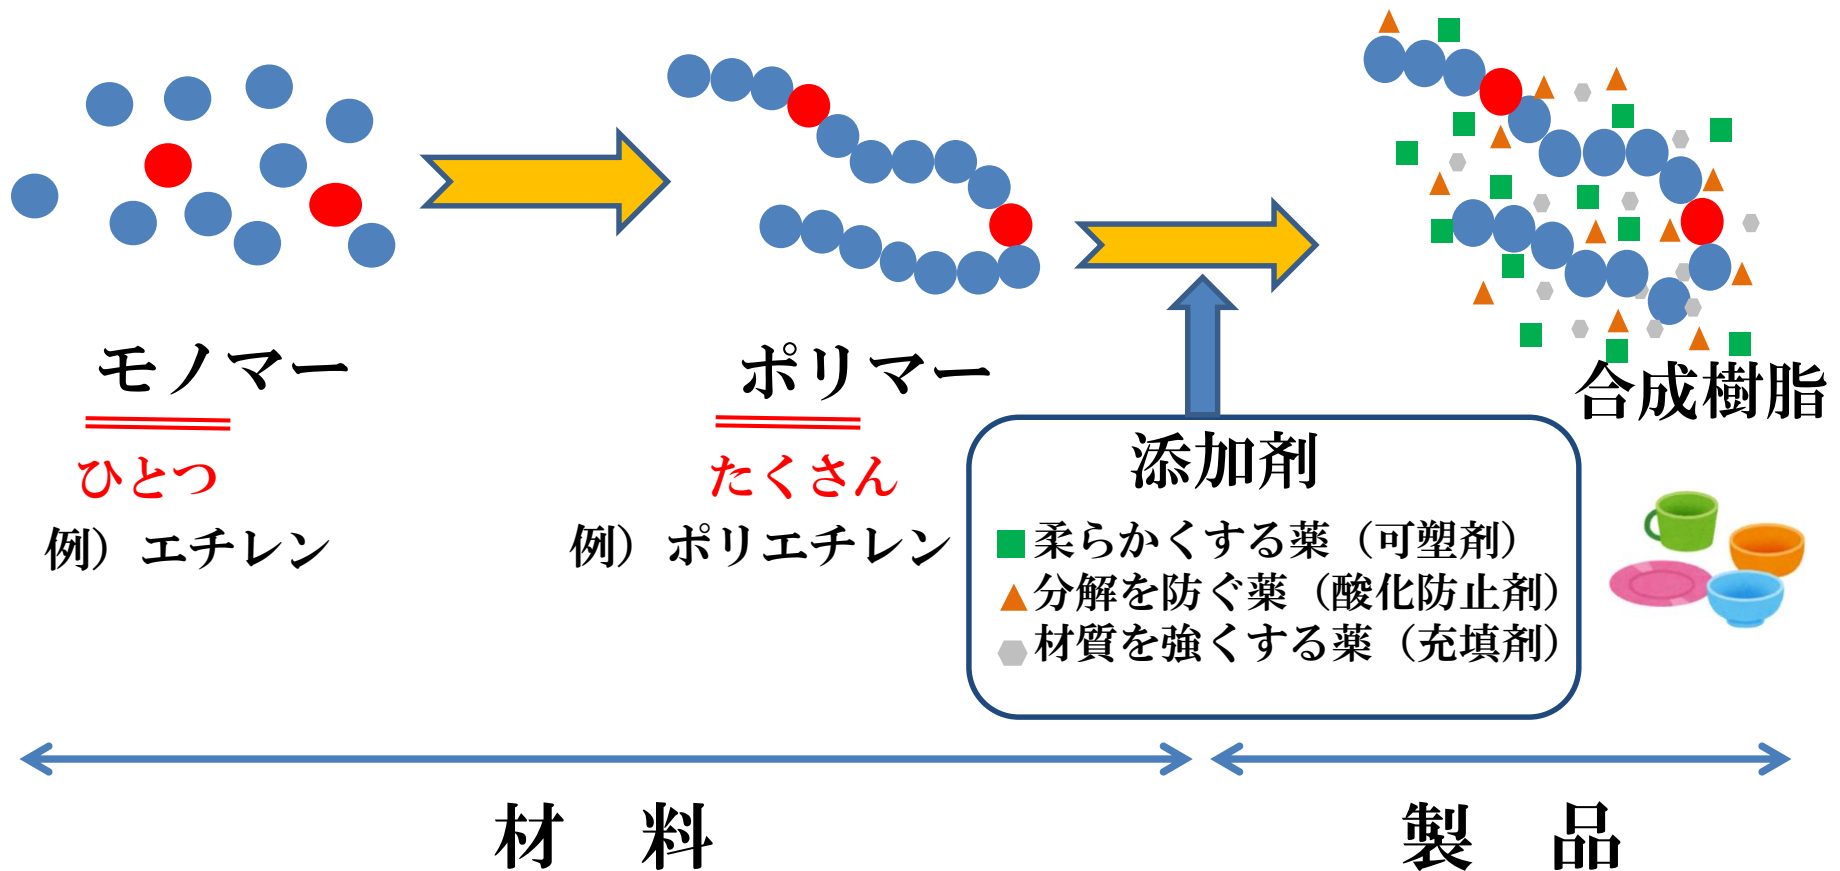 モノマー
ひとつ
例）エチレン
ポリマー
たくさん
例）ポリエチレン
添加剤
柔らかくする薬（可塑剤）
分解を防ぐ薬（酸化防止剤）
材質を強くする薬（充填剤）
合成樹脂
材　料
製　品